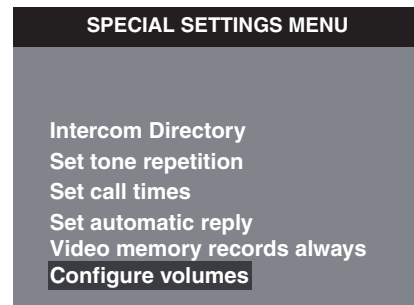 SPECIAL SETTINGS MENU
Intercom Directory
Set tone repetition
Set call times
Set automatic reply
Video memory records always
Configure volumes